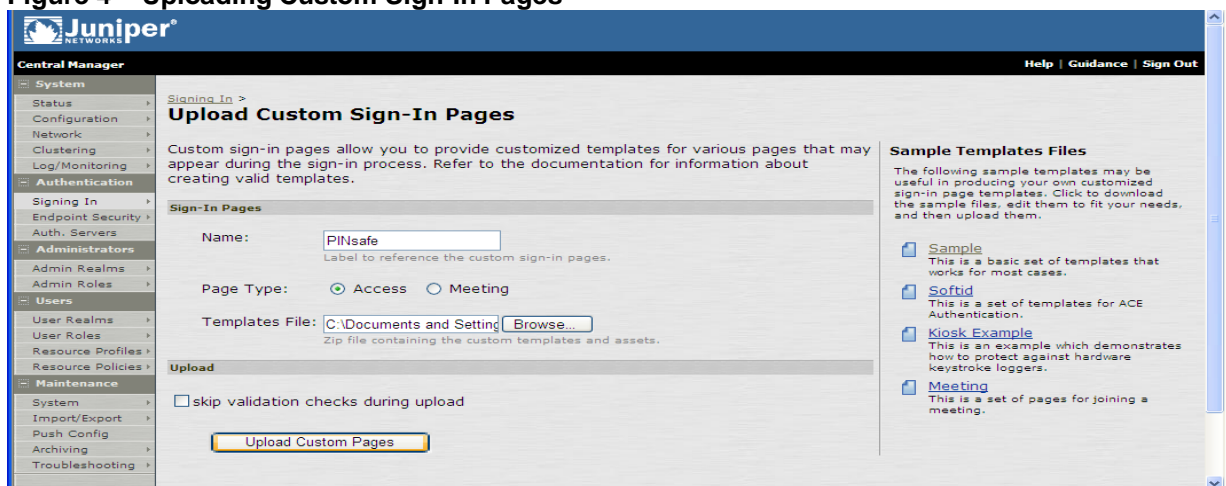 Figure 4 – Uploading Custom Sign-In Pages
Juniper®
NETWORKS
Central Manager
Help | Guidance | Sign Out
System
Status
Configuration
Network
Clustering
Log/Monitoring
Authentication
Signing In
Endpoint Security
Auth. Servers
Administrators
Admin Realms
Admin Roles
Users
User Realms
User Roles
Resource Profiles
Resource Policies
Maintenance
System
Import/Export
Push Config
Archiving
Troubleshooting
Signing In >
Upload Custom Sign-In Pages
Custom sign-in pages allow you to provide customized templates for various pages that may
appear during the sign-in process. Refer to the documentation for information about
creating valid templates.
Sign-In Pages
Name: PINsafe
Label to reference the custom sign-in pages.
Page Type: Access Meeting
Templates File: C:\Documents and Setting Browse...
Zip file containing the custom templates and assets.
Upload
skip validation checks during upload
Upload Custom Pages
Sample Templates Files
The following sample templates may be
useful in producing your own customized
sign-in page templates. Click to download
the sample files, edit them to fit your needs,
and then upload them.
Sample
This is a basic set of templates that
works for most cases.
Softid
This is a set of templates for ACE
Authentication.
Kiosk Example
This is an example which demonstrates
how to protect against hardware
keystroke loggers.
Meeting
This is a set of pages for joining a
meeting.